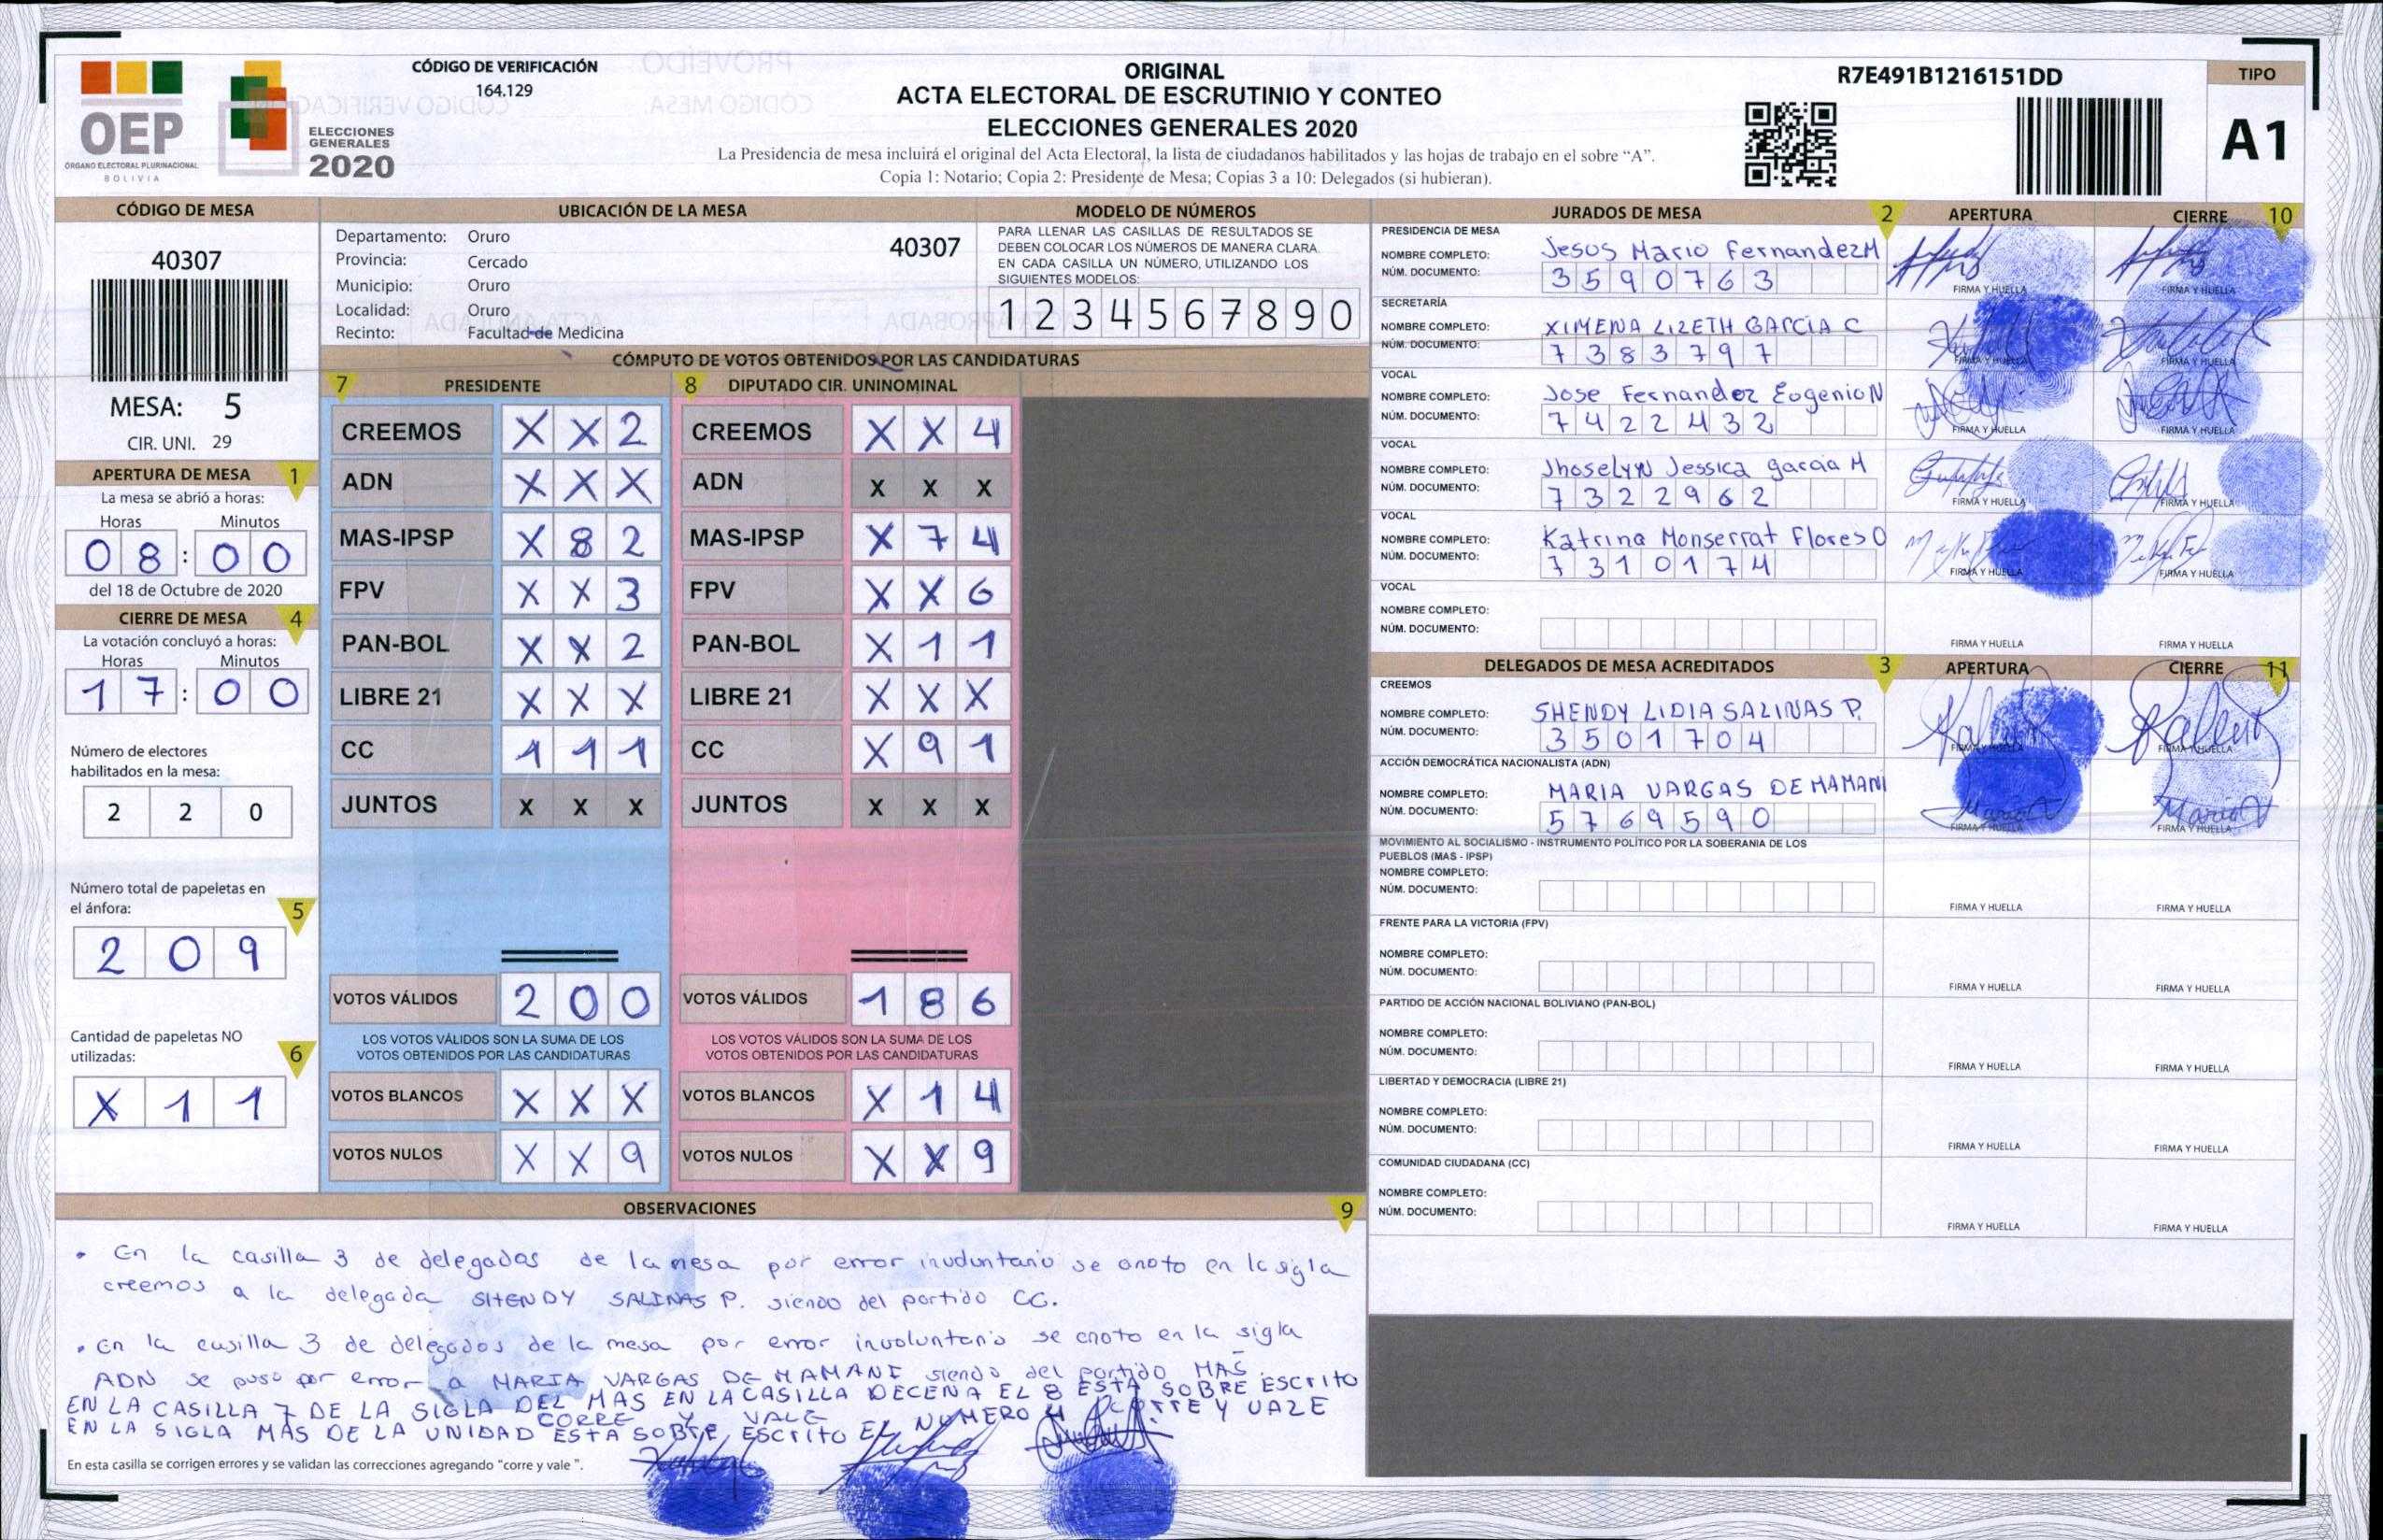 CÓDIGO DE VERIFICACIÓN
164.129
OEP
ÓRGANO ELECTORAL PLURINACIONAL
BOLIVIA
ELECCIONES
GENERALES
2020
ORIGINAL
ACTA ELECTORAL DE ESCRUTINIO Y CONTEO
ELECCIONES GENERALES 2020
La Presidencia de mesa incluirá el original del Acta Electoral, la lista de ciudadanos habilitados y las hojas de trabajo en el sobre “A”.
Copia 1: Notario; Copia 2: Presidente de Mesa; Copias 3 a 10: Delegados (si hubieran).
R7E491B1216151DD
TIPO
A1
CÓDIGO DE MESA
40307
MESA: 5
CIR. UNI. 29
APERTURA DE MESA 1
La mesa se abrió a horas:
Horas Minutos
08:00
del 18 de Octubre de 2020
CIERRE DE MESA 4
La votación concluyó a horas:
Horas Minutos
17:00
Número de electores
habilitados en la mesa:
2 2 0
Número total de papeletas en
el ánfora: 5
2 0 9
Cantidad de papeletas NO
utilizadas: 6
X 1 1
UBICACIÓN DE LA MESA
Departamento: Oruro
40307
Provincia: Cercado
Municipio: Oruro
Localidad: Oruro
Recinto: Facultad de Medicina
MODELO DE NÚMEROS
PARA LLENAR LAS CASILLAS DE RESULTADOS SE
DEBEN COLOCAR LOS NÚMEROS DE MANERA CLARA.
EN CADA CASILLA UN NÚMERO, UTILIZANDO LOS
SIGUIENTES MODELOS:
1 2 3 4 5 6 7 8 9 0
CÓMPUTO DE VOTOS OBTENIDOS POR LAS CANDIDATURAS
7 PRESIDENTE 8 DIPUTADO CIR. UNINOMINAL
CREEMOS X X 2 CREEMOS X X 4
ADN X X X ADN X X X
MAS-IPSP X 8 2 MAS-IPSP X 7 4
FPV X X 3 FPV X X 6
PAN-BOL X X 2 PAN-BOL X 1 1
LIBRE 21 X X X LIBRE 21 X X X
CC 1 1 1 CC X 9 1
JUNTOS X X X JUNTOS X X X
VOTOS VÁLIDOS 2 0 0 VOTOS VÁLIDOS 1 8 6
LOS VOTOS VÁLIDOS SON LA SUMA DE LOS LOS VOTOS VÁLIDOS SON LA SUMA DE LOS
VOTOS OBTENIDOS POR LAS CANDIDATURAS VOTOS OBTENIDOS POR LAS CANDIDATURAS
VOTOS BLANCOS X X X VOTOS BLANCOS X 1 4
VOTOS NULOS X X 9 VOTOS NULOS X X 9
JURADOS DE MESA 2 APERTURA CIERRE 10
PRESIDENCIA DE MESA
NOMBRE COMPLETO: Jesus Mario Fernandez M
NÚM. DOCUMENTO: 3590763
FIRMA Y HUELLA FIRMA Y HUELLA
SECRETARÍA
NOMBRE COMPLETO: XIMENA LIZETH GARCIA C
NÚM. DOCUMENTO: 7383797
FIRMA Y HUELLA FIRMA Y HUELLA
VOCAL
NOMBRE COMPLETO: Jose Fernandez Eugenio N
NÚM. DOCUMENTO: 7422432
FIRMA Y HUELLA FIRMA Y HUELLA
VOCAL
NOMBRE COMPLETO: Jhoselyn Jessica garcia M
NÚM. DOCUMENTO: 7322962
FIRMA Y HUELLA FIRMA Y HUELLA
VOCAL
NOMBRE COMPLETO: Katrina Monserrat Flores O
NÚM. DOCUMENTO: 7310174
FIRMA Y HUELLA FIRMA Y HUELLA
VOCAL
NOMBRE COMPLETO:
NÚM. DOCUMENTO:
FIRMA Y HUELLA FIRMA Y HUELLA
DELEGADOS DE MESA ACREDITADOS 3 APERTURA CIERRE 11
CREEMOS
NOMBRE COMPLETO: SHENDY LIDIA SALINAS P.
NÚM. DOCUMENTO: 3501704
FIRMA Y HUELLA FIRMA Y HUELLA
ACCIÓN DEMOCRÁTICA NACIONALISTA (ADN)
NOMBRE COMPLETO: MARIA VARGAS DE MAMANI
NÚM. DOCUMENTO: 5769590
FIRMA Y HUELLA FIRMA Y HUELLA
MOVIMIENTO AL SOCIALISMO - INSTRUMENTO POLÍTICO POR LA SOBERANIA DE LOS
PUEBLOS (MAS - IPSP)
NOMBRE COMPLETO:
NÚM. DOCUMENTO:
FIRMA Y HUELLA FIRMA Y HUELLA
FRENTE PARA LA VICTORIA (FPV)
NOMBRE COMPLETO:
NÚM. DOCUMENTO:
FIRMA Y HUELLA FIRMA Y HUELLA
PARTIDO DE ACCIÓN NACIONAL BOLIVIANO (PAN-BOL)
NOMBRE COMPLETO:
NÚM. DOCUMENTO:
FIRMA Y HUELLA FIRMA Y HUELLA
LIBERTAD Y DEMOCRACIA (LIBRE 21)
NOMBRE COMPLETO:
NÚM. DOCUMENTO:
FIRMA Y HUELLA FIRMA Y HUELLA
COMUNIDAD CIUDADANA (CC)
NOMBRE COMPLETO:
NÚM. DOCUMENTO:
FIRMA Y HUELLA FIRMA Y HUELLA
OBSERVACIONES 9
• En la casilla 3 de delegados de la mesa por error involuntario se anoto en la sigla
creemos a la delegada SHENDY SALINAS P. siendo del partido CC.
• En la casilla 3 de delegados de la mesa por error involuntario se anoto en la sigla
ADN se puso por error a MARIA VARGAS DE MAMANI siendo del partido MAS.
EN LA CASILLA 7 DE LA SIGLA DEL MAS EN LA CASILLA DECENA EL 8 ESTA SOBRE ESCRITO
CORRE Y VALE
EN LA SIGLA MAS DE LA UNIDAD ESTA SOBRE ESCRITO EL NUMERO 4 CORRE Y VALE
En esta casilla se corrigen errores y se validan las correcciones agregando "corre y vale ".